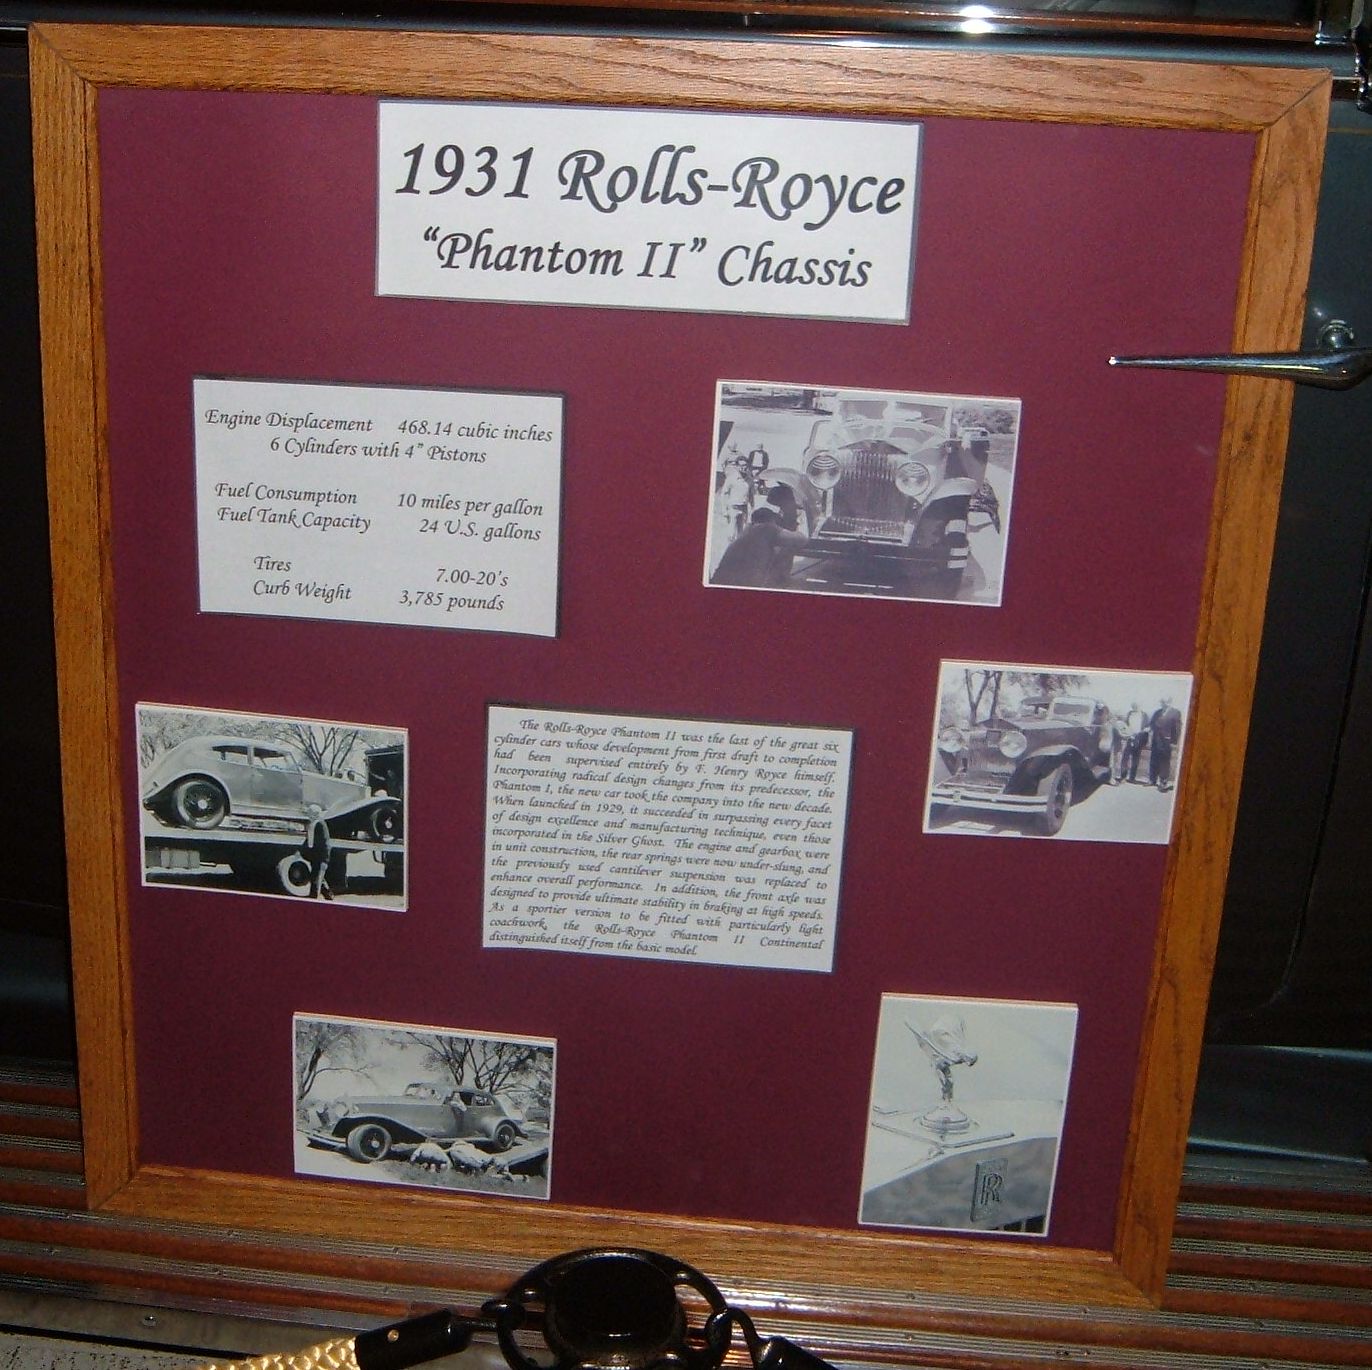 1931 Rolls-Royce
"Phantom II" Chassis
Engine Displacement 468.14 cubic inches
6 Cylinders with 4" Pistons
Fuel Consumption 10 miles per gallon
Fuel Tank Capacity 24 U.S. gallons
Tires 7.00-20's
Curb Weight 3,785 pounds
The Rolls-Royce Phantom II was the last of the great six
cylinder cars whose development from first draft to completion
had been supervised entirely by F. Henry Royce himself.
Incorporating radical design changes from its predecessor, the
Phantom I, the new car took the company into the new decade.
When launched in 1929, it succeeded in surpassing every facet
of design excellence and manufacturing technique, even those
incorporated in the Silver Ghost. The engine and gearbox were
in unit construction, the rear springs were now under-slung, and
the previously used cantilever suspension was replaced to
enhance overall performance. In addition, the front axle was
designed to provide ultimate stability in braking at high speeds.
As a sportier version to be fitted with particularly light
coachwork, the Rolls-Royce Phantom II Continental
distinguished itself from the basic model.
RR